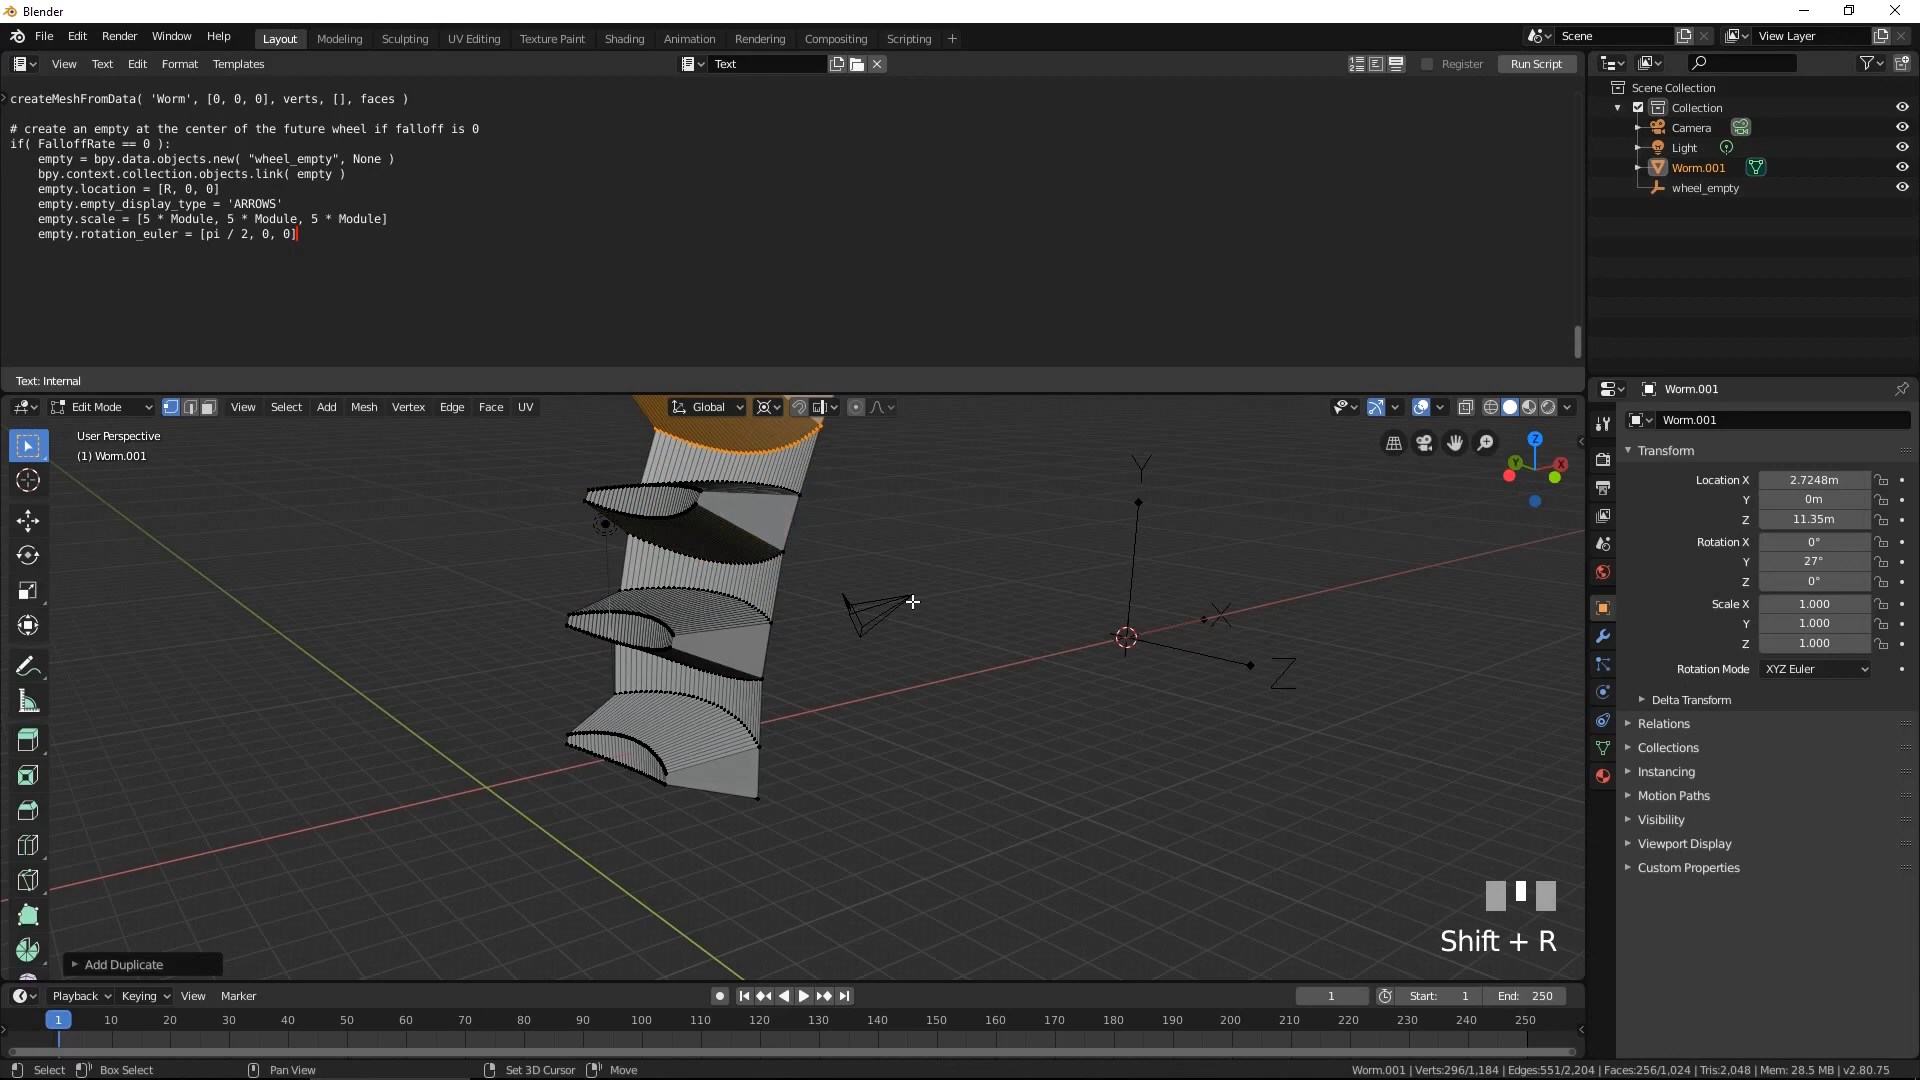 Blender
File Edit Render Window Help Layout Modeling Sculpting UV Editing Texture Paint Shading Animation Rendering Compositing Scripting + Scene View Layer
View Text Edit Format Templates Text Register Run Script
createMeshFromData( 'Worm', [0, 0, 0], verts, [], faces )
# create an empty at the center of the future wheel if falloff is 0
if( FalloffRate == 0 ):
empty = bpy.data.objects.new( "wheel_empty", None )
bpy.context.collection.objects.link( empty )
empty.location = [R, 0, 0]
empty.empty_display_type = 'ARROWS'
empty.scale = [5 * Module, 5 * Module, 5 * Module]
empty.rotation_euler = [pi / 2, 0, 0]
Text: Internal
Scene Collection
Collection
Camera
Light
Worm.001
wheel_empty
Edit Mode View Select Add Mesh Vertex Edge Face UV Global
User Perspective
(1) Worm.001
Y
X
Z
Z
Y
X
Shift + R
Add Duplicate
Worm.001
Worm.001
Transform
Location X 2.7248m
Y 0m
Z 11.35m
Rotation X 0°
Y 27°
Z 0°
Scale X 1.000
Y 1.000
Z 1.000
Rotation Mode XYZ Euler
Delta Transform
Relations
Collections
Instancing
Motion Paths
Visibility
Viewport Display
Custom Properties
Playback Keying View Marker 1 Start: 1 End: 250
1 10 20 30 40 50 60 70 80 90 100 110 120 130 140 150 160 170 180 190 200 210 220 230 240 250
Select Box Select Pan View Set 3D Cursor Move Worm.001 | Verts:296/1,184 | Edges:551/2,204 | Faces:256/1,024 | Tris:2,048 | Mem: 28.5 MB | v2.80.75